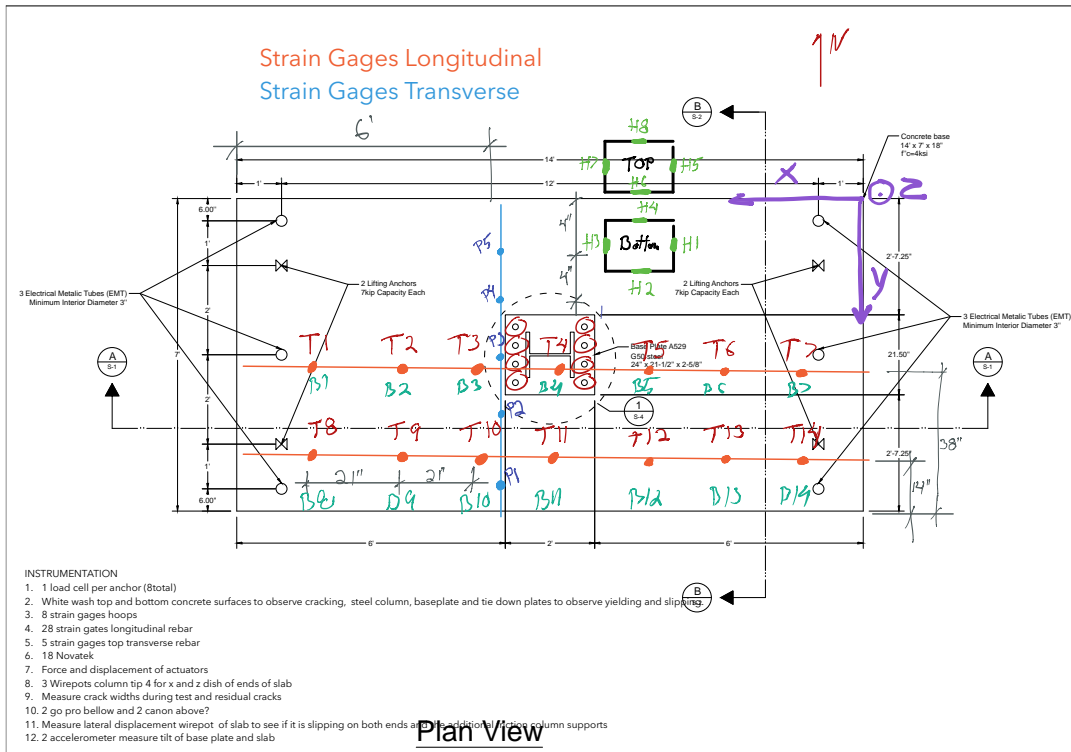 Strain Gages Longitudinal
Strain Gages Transverse
N
6'
14'
1'
12'
1'
B
S-2
Concrete base
14' x 7' x 18"
f'c=4ksi
H8
H7
TOP
H5
H6
H4
H3
Bottom
H1
H2
X
Z
y
6.00"
1'
2'
7'
2'
1'
6.00"
4"
4"
P5
P4
P3
P2
P1
3 Electrical Metalic Tubes (EMT)
Minimum Interior Diameter 3"
2 Lifting Anchors
7kip Capacity Each
2 Lifting Anchors
7kip Capacity Each
3 Electrical Metalic Tubes (EMT)
Minimum Interior Diameter 3"
2'-7.25"
21.50"
2'-7.25"
Base Plate A529
G50 steel
24" x 21-1/2" x 2-5/8"
A
S-1
A
S-1
1
S-4
T1 T2 T3 T4 T5 T6 T7
B1 B2 B3 B4 B5 B6 B7
T8 T9 T10 T11 T12 T13 T14
21" 21"
B8 B9 B10 B11 B12 B13 B14
38"
14"
6'
2'
6'
B
S-2
INSTRUMENTATION
1. 1 load cell per anchor (8total)
2. White wash top and bottom concrete surfaces to observe cracking, steel column, baseplate and tie down plates to observe yielding and slipping.
3. 8 strain gages hoops
4. 28 strain gates longitudinal rebar
5. 5 strain gages top transverse rebar
6. 18 Novatek
7. Force and displacement of actuators
8. 3 Wirepots column tip 4 for x and z dish of ends of slab
9. Measure crack widths during test and residual cracks
10. 2 go pro bellow and 2 canon above?
11. Measure lateral displacement wirepot of slab to see if it is slipping on both ends and the additional friction column supports
12. 2 accelerometer measure tilt of base plate and slab
Plan View